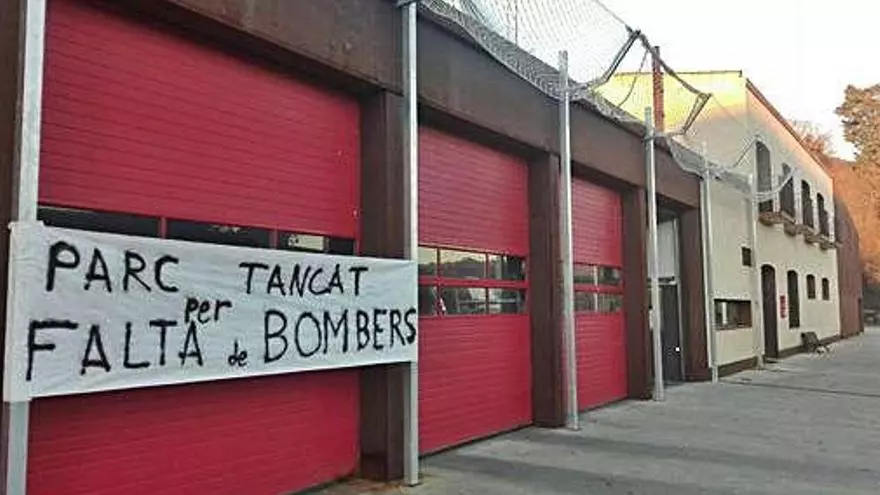 PARC TANCAT
per
FALTA de BOMBERS